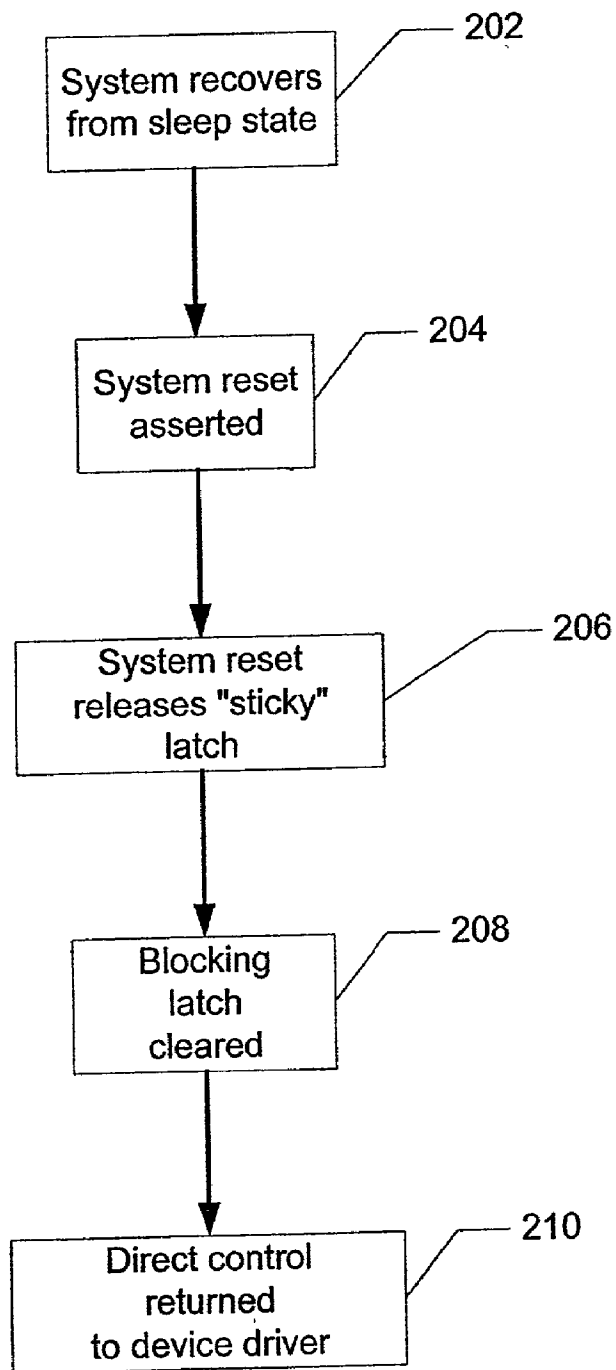 202
System recovers
from sleep state
204
System reset
asserted
206
System reset
releases "sticky"
latch
208
Blocking
latch
cleared
210
Direct control
returned
to device driver